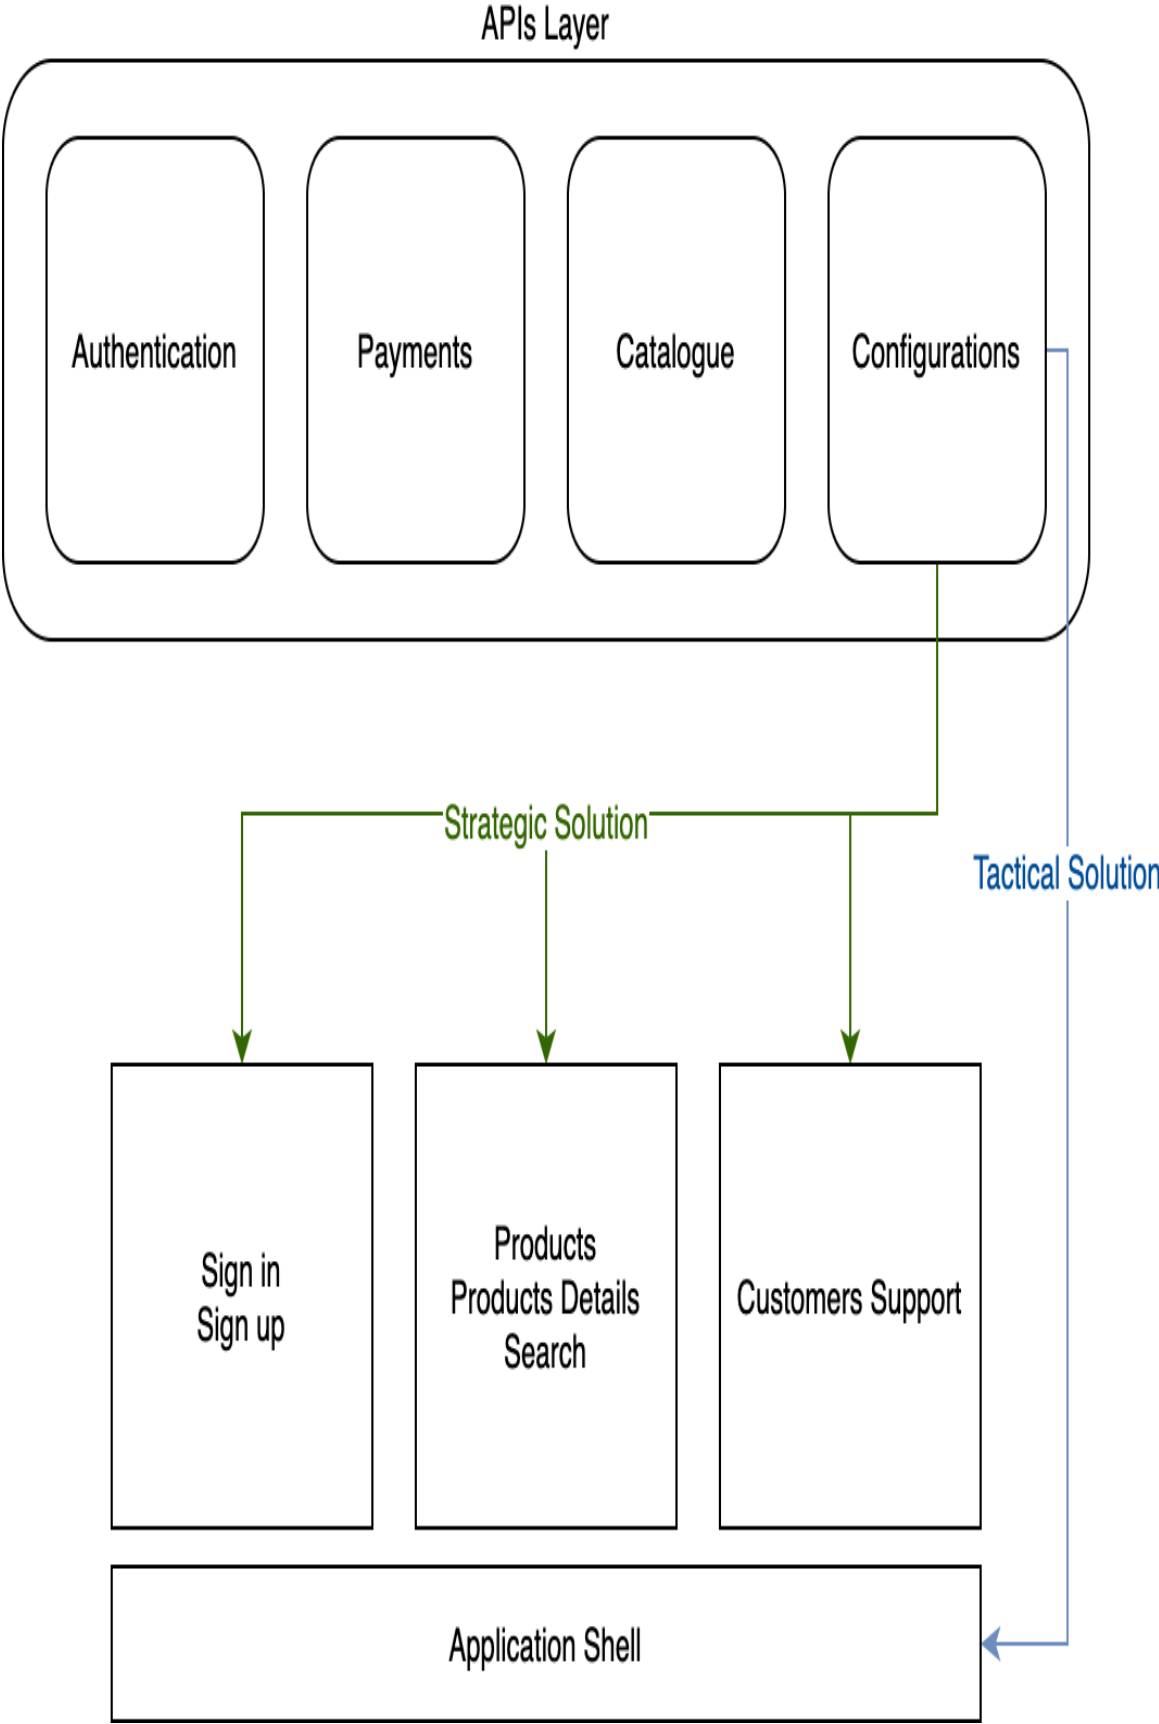 APIs Layer
Authentication
Payments
Catalogue
Configurations
Strategic Solution
Tactical Solution
Sign in
Sign up
Products
Products Details
Search
Customers Support
Application Shell